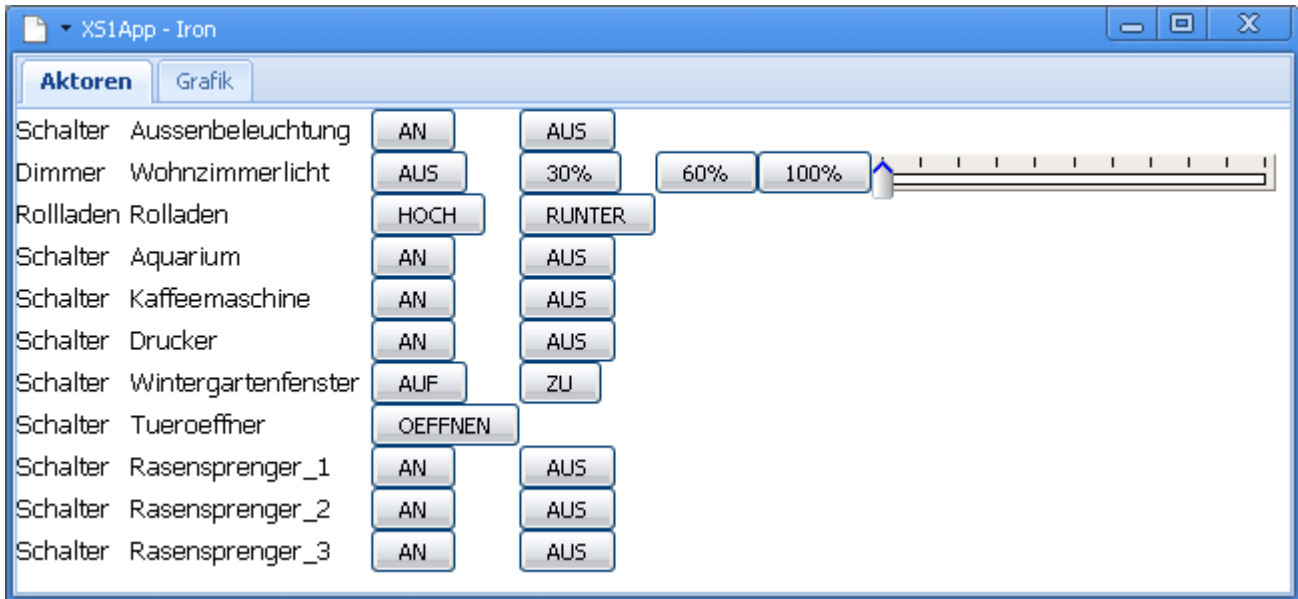 XS1App - Iron
Aktoren Grafik
Schalter Aussenbeleuchtung AN AUS
Dimmer Wohnzimmerlicht AUS 30% 60% 100%
Rollladen Rolladen HOCH RUNTER
Schalter Aquarium AN AUS
Schalter Kaffeemaschine AN AUS
Schalter Drucker AN AUS
Schalter Wintergartenfenster AUF ZU
Schalter Tueroeffner OEFFNEN
Schalter Rasensprenger_1 AN AUS
Schalter Rasensprenger_2 AN AUS
Schalter Rasensprenger_3 AN AUS